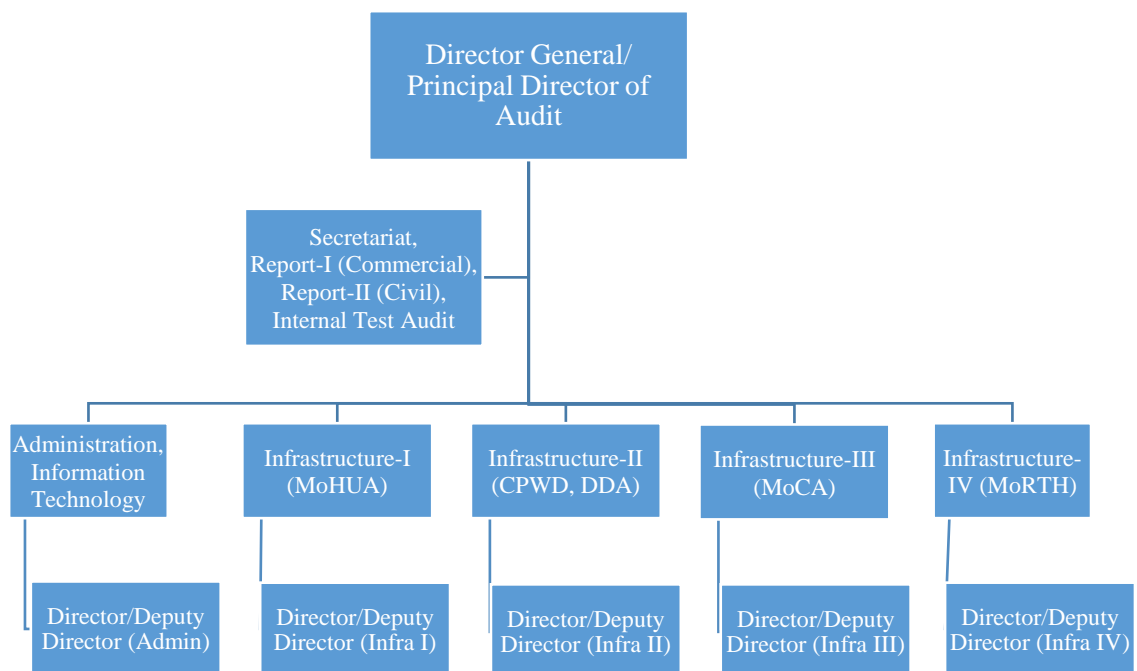 Director General/
Principal Director of
Audit
Secretariat,
Report-I (Commercial),
Report-II (Civil),
Internal Test Audit
Administration,
Information
Technology
Infrastructure-I
(MoHUA)
Infrastructure-II
(CPWD, DDA)
Infrastructure-III
(MoCA)
Infrastructure-
IV (MoRTH)
Director/Deputy
Director (Admin)
Director/Deputy
Director (Infra I)
Director/Deputy
Director (Infra II)
Director/Deputy
Director (Infra III)
Director/Deputy
Director (Infra IV)